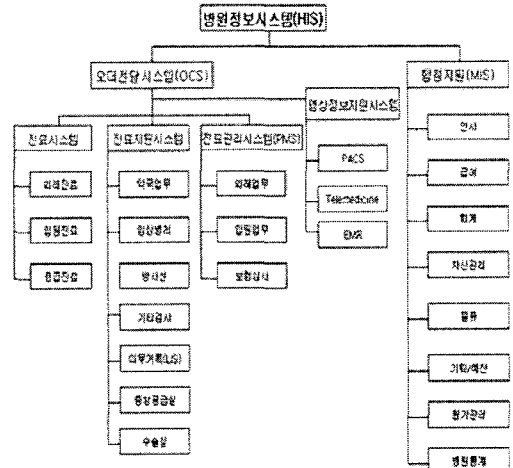 병원정보시스템(HIS)
오더전달시스템(OCS)
행정지원(MIS)
영상정보지원시스템
진료시스템
진료지원시스템
진료관리시스템(PMS)
인사
외래진료
약국업무
외래업무
PACS
급여
입원진료
임상병리
입원업무
Telemedicine
회계
응급진료
방사선
보험심사
EMR
자산관리
기타검사
물류
의무기록(LIS)
기획/예산
중앙공급실
원가관리
수술실
병원통계